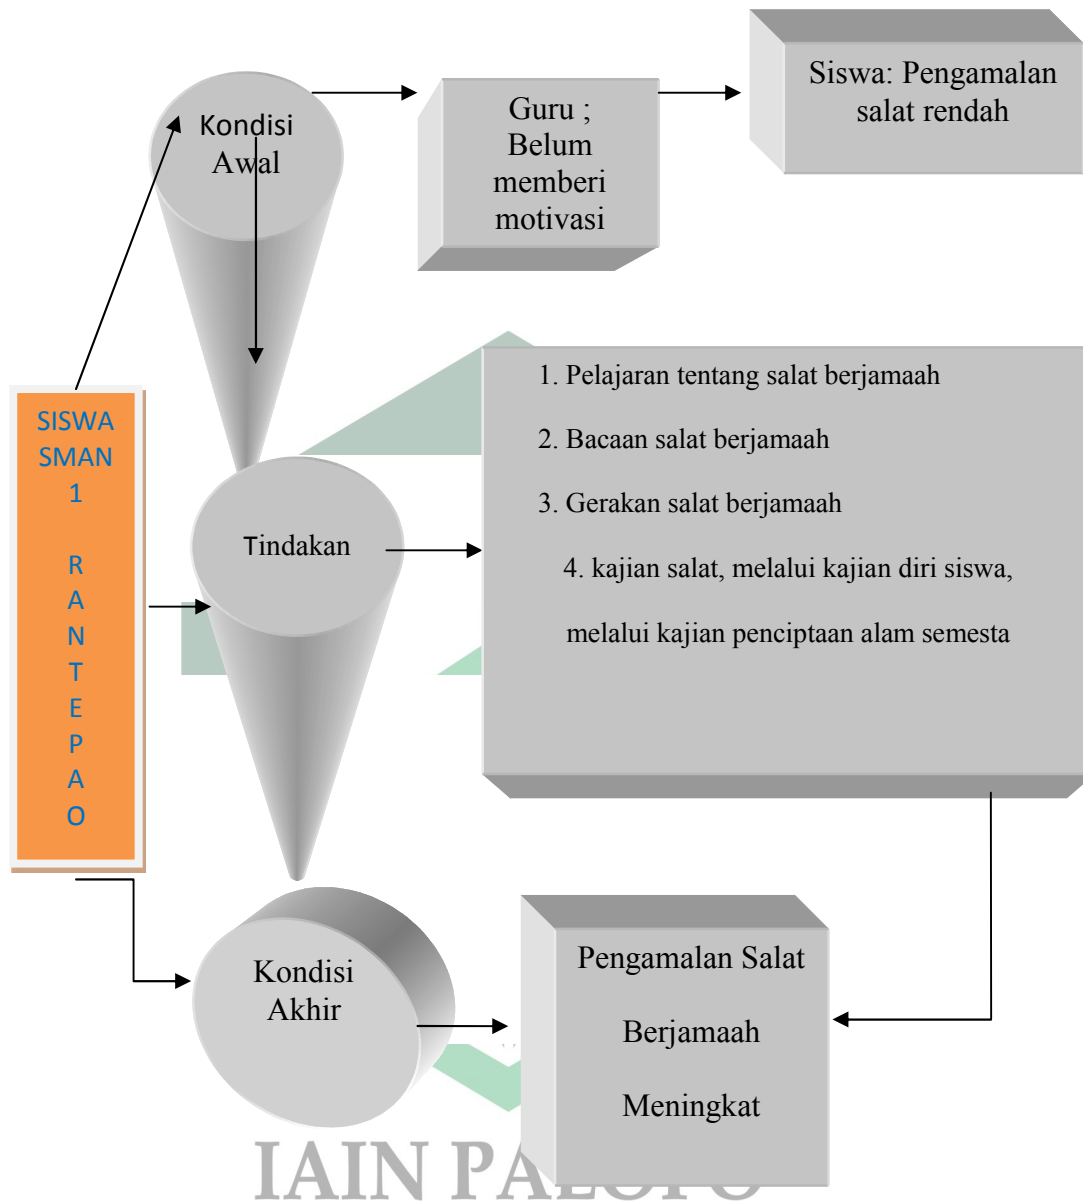 Kondisi
Awal
Guru ;
Belum
memberi
motivasi
Siswa: Pengamalan
salat rendah
SISWA
SMAN
1
R
A
N
T
E
P
A
O
Tindakan
1. Pelajaran tentang salat berjamaah
2. Bacaan salat berjamaah
3. Gerakan salat berjamaah
4. kajian salat, melalui kajian diri siswa,
melalui kajian penciptaan alam semesta
Kondisi
Akhir
Pengamalan Salat
Berjamaah
Meningkat
IAIN PALOPO